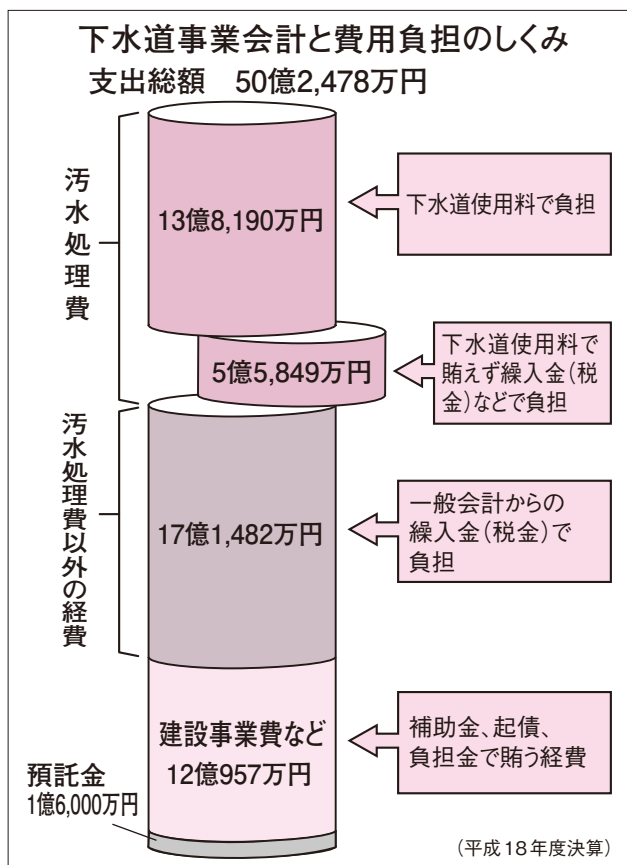 下水道事業会計と費用負担のしくみ
支出総額　50億2,478万円
汚水処理費
13億8,190万円
下水道使用料で負担
5億5,849万円
下水道使用料で
賄えず繰入金(税
金)などで負担
汚水処理費以外の経費
17億1,482万円
一般会計からの
繰入金(税金)で
負担
建設事業費など
12億957万円
補助金、起債、
負担金で賄う経費
預託金
1億6,000万円
(平成18年度決算)